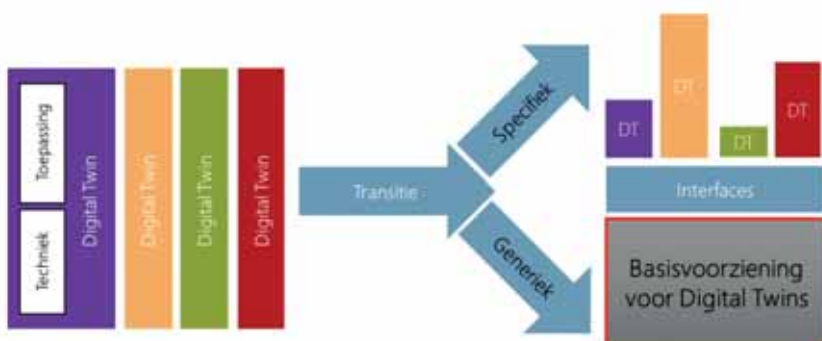 Toepassing
Techniek
Digital Twin
Digital Twin
Digital Twin
Digital Twin
Transitie
Specifiek
Generiek
DT
DT
DT
DT
Interfaces
Basisvoorziening
voor Digital Twins